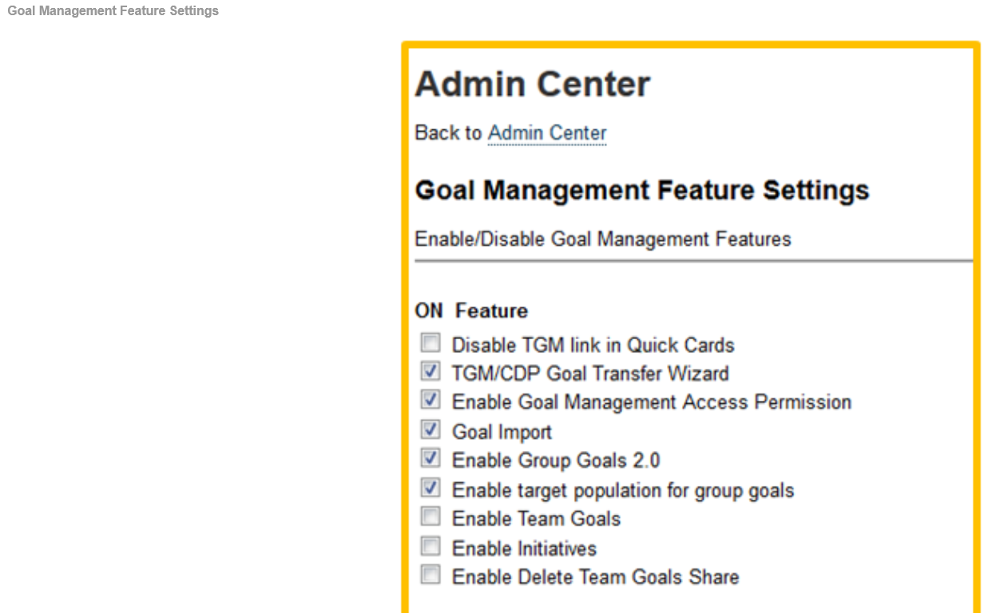 Goal Management Feature Settings
Admin Center
Back to Admin Center
Goal Management Feature Settings
Enable/Disable Goal Management Features
ON Feature
Disable TGM link in Quick Cards
TGM/CDP Goal Transfer Wizard
Enable Goal Management Access Permission
Goal Import
Enable Group Goals 2.0
Enable target population for group goals
Enable Team Goals
Enable Initiatives
Enable Delete Team Goals Share